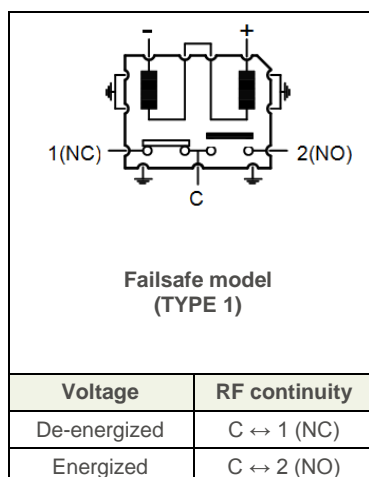 - +
1(NC) 2(NO)
C
Failsafe model
(TYPE 1)
Voltage RF continuity
De-energized C ↔ 1 (NC)
Energized C ↔ 2 (NO)